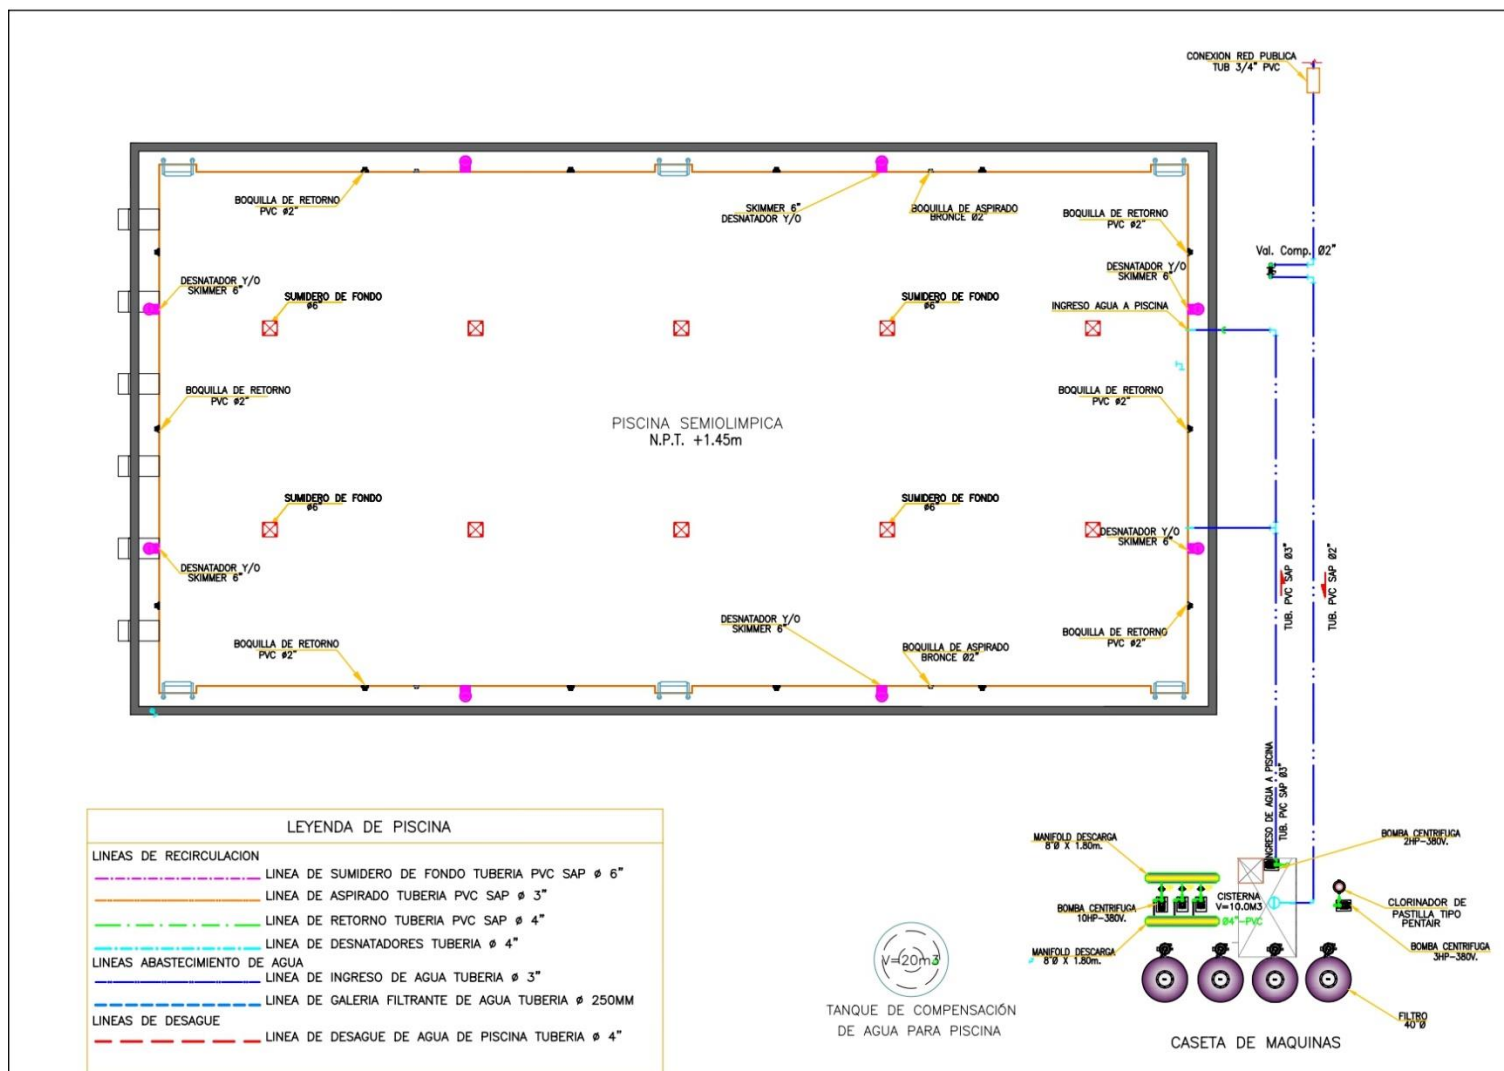 CONEXION RED PUBLICA
TUB 3/4" PVC
BOQUILLA DE RETORNO
PVC ø2"
SKIMMER 6"
DESNATADOR Y/O
BOQUILLA DE ASPIRADO
BRONCE Ø2"
BOQUILLA DE RETORNO
PVC ø2"
Val. Comp. Ø2"
DESNATADOR Y/O
SKIMMER 6"
DESNATADOR Y/O
SKIMMER 6"
SUMIDERO DE FONDO
ø6"
SUMIDERO DE FONDO
ø6"
INGRESO AGUA A PISCINA
BOQUILLA DE RETORNO
PVC ø2"
BOQUILLA DE RETORNO
PVC ø2"
PISCINA SEMIOLIMPICA
N.P.T. +1.45m
SUMIDERO DE FONDO
ø6"
SUMIDERO DE FONDO
ø6"
DESNATADOR Y/O
SKIMMER 6"
DESNATADOR Y/O
SKIMMER 6"
TUB. PVC SAP Ø3"
TUB. PVC SAP Ø2"
BOQUILLA DE RETORNO
PVC ø2"
DESNATADOR Y/O
SKIMMER 6"
BOQUILLA DE ASPIRADO
BRONCE Ø2"
BOQUILLA DE RETORNO
PVC ø2"
INGRESO DE AGUA A PISCINA
TUB. PVC SAP Ø3"
LEYENDA DE PISCINA
LINEAS DE RECIRCULACION
LINEA DE SUMIDERO DE FONDO TUBERIA PVC SAP ø 6"
LINEA DE ASPIRADO TUBERIA PVC SAP ø 3"
LINEA DE RETORNO TUBERIA PVC SAP ø 4"
LINEA DE DESNATADORES TUBERIA ø 4"
LINEAS ABASTECIMIENTO DE AGUA
LINEA DE INGRESO DE AGUA TUBERIA ø 3"
LINEA DE GALERIA FILTRANTE DE AGUA TUBERIA ø 250MM
LINEAS DE DESAGUE
LINEA DE DESAGUE DE AGUA DE PISCINA TUBERIA ø 4"
V=20m3
TANQUE DE COMPENSACIÓN
DE AGUA PARA PISCINA
MANIFOLD DESCARGA
8"Ø X 1.80m.
BOMBA CENTRIFUGA
2HP-380V.
BOMBA CENTRIFUGA
10HP-380V.
CISTERNA
V=10.0M3
Ø4"-PVC
CLORINADOR DE
PASTILLA TIPO
PENTAIR
MANIFOLD DESCARGA
8"Ø X 1.80m.
BOMBA CENTRIFUGA
3HP-380V.
FILTRO
40"Ø
CASETA DE MAQUINAS